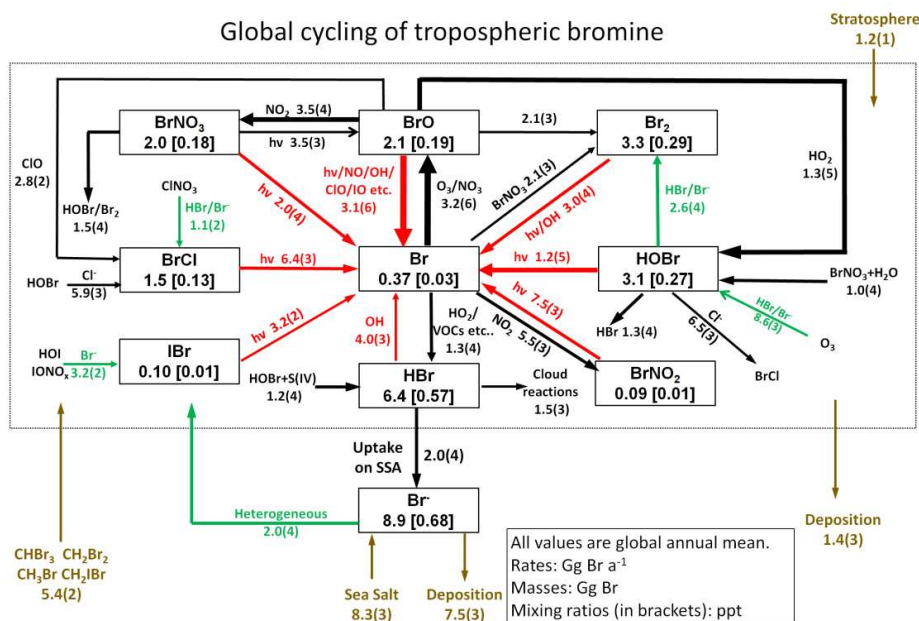 Global cycling of tropospheric bromine
Stratosphere
1.2(1)
BrNO₃
2.0 [0.18]
NO₂ 3.5(4)
hv 3.5(3)
BrO
2.1 [0.19]
2.1(3)
Br₂
3.3 [0.29]
HO₂
1.3(5)
ClO
2.8(2)
HOBr/Br₂
1.5(4)
ClNO₃
HBr/Br⁻
1.1(2)
hv 2.0(4)
hv/NO/OH/
ClO/IO etc.
3.1(6)
O₃/NO₃
3.2(6)
BrNO₃ 2.1(3)
hv/OH 3.0(4)
HBr/Br⁻
2.6(4)
HOBr
Cl⁻
5.9(3)
BrCl
1.5 [0.13]
hv 6.4(3)
Br
0.37 [0.03]
hv 1.2(5)
HOBr
3.1 [0.27]
BrNO₃+H₂O
1.0(4)
HOI
IONOₓ
Br⁻
3.2(2)
IBr
0.10 [0.01]
hv 3.2(2)
OH
4.0(3)
HO₂/
VOCs etc..
1.3(4)
hv 7.5(3)
NO₂ 5.5(3)
HBr 1.3(4)
Cl⁻
6.5(3)
BrCl
HBr/Br⁻
8.6(3)
O₃
HOBr+S(IV)
1.2(4)
HBr
6.4 [0.57]
Cloud
reactions
1.5(3)
BrNO₂
0.09 [0.01]
Uptake
on SSA
2.0(4)
Heterogeneous
2.0(4)
Br⁻
8.9 [0.68]
CHBr₃ CH₂Br₂
CH₃Br CH₂IBr
5.4(2)
Sea Salt
8.3(3)
Deposition
7.5(3)
Deposition
1.4(3)
All values are global annual mean.
Rates: Gg Br a⁻¹
Masses: Gg Br
Mixing ratios (in brackets): ppt